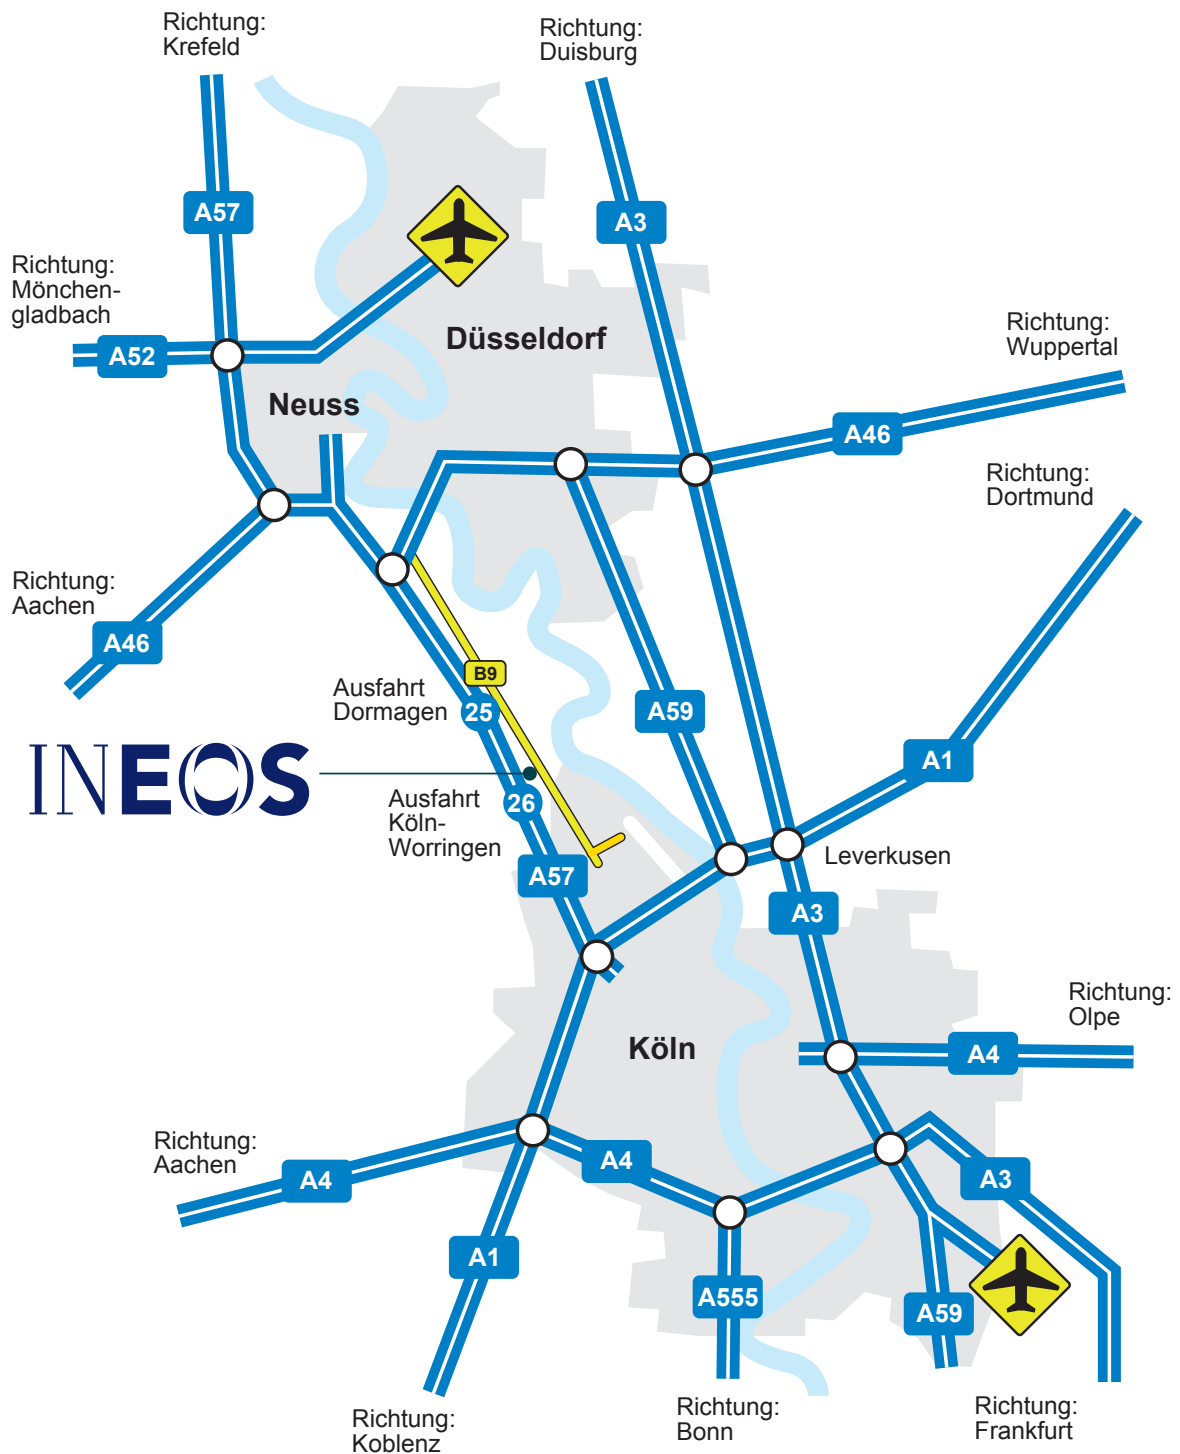 Richtung:
Krefeld
Richtung:
Duisburg
A57
A3
Richtung:
Mönchen-
gladbach
A52
Düsseldorf
Richtung:
Wuppertal
Neuss
A46
Richtung:
Dortmund
Richtung:
Aachen
A46
B9
Ausfahrt
Dormagen
25
A59
INEOS
A1
Ausfahrt
Köln-
Worringen
26
Leverkusen
A57
A3
Richtung:
Olpe
Köln
A4
Richtung:
Aachen
A4
A4
A3
A1
A555
A59
Richtung:
Koblenz
Richtung:
Bonn
Richtung:
Frankfurt